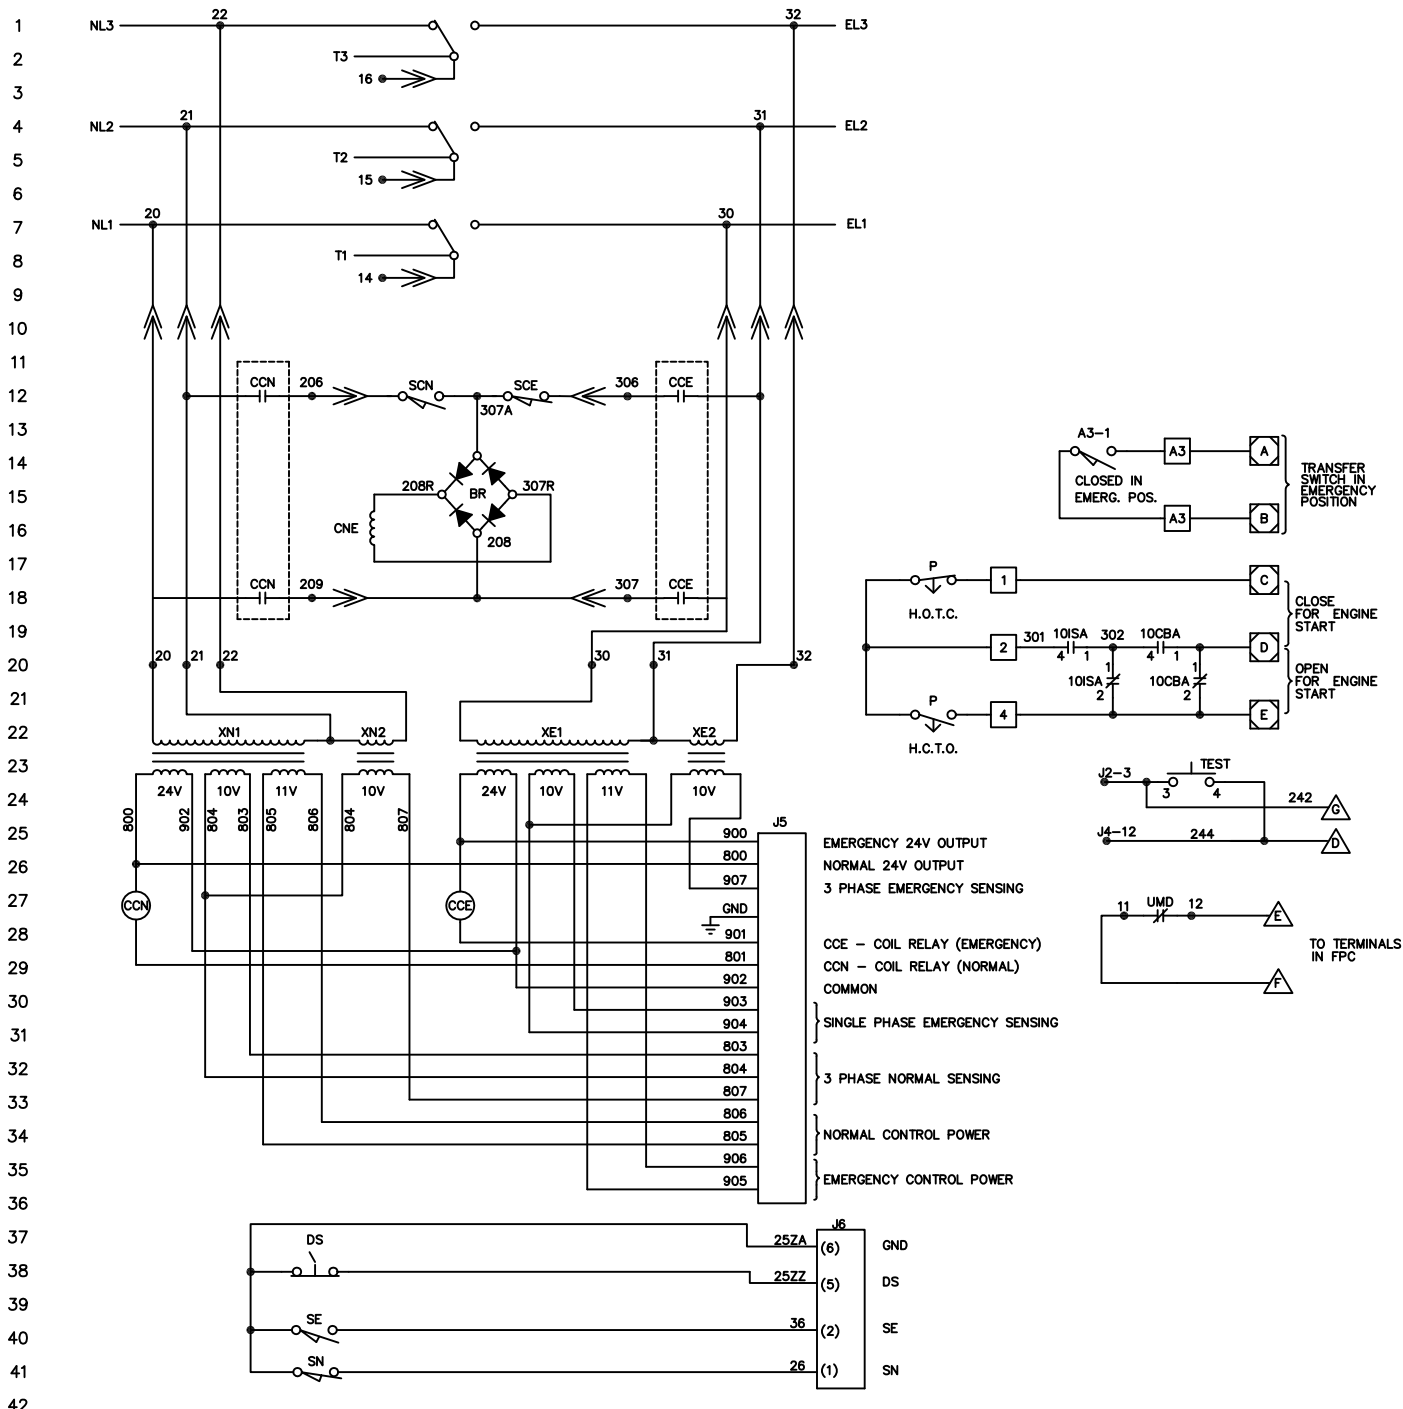 1
NL3
22
32
EL3
2
T3
16
3
4
NL2
21
31
EL2
5
T2
15
6
7
NL1
20
30
EL1
8
T1
14
9
10
11
12
CCN
206
SCN
SCE
306
CCE
307A
13
A3-1
14
A3
A
208R
BR
307R
CLOSED IN
EMERG. POS.
TRANSFER
SWITCH IN
EMERGENCY
POSITION
15
16
CNE
208
A3
B
17
P
18
CCN
209
307
CCE
1
C
H.O.T.C.
CLOSE
FOR ENGINE
START
19
301
10ISA
302
10CBA
2
4
1
4
1
D
20
20
21
22
30
31
32
1
1
10ISA
10CBA
2
2
OPEN
FOR ENGINE
START
21
22
XN1
XN2
XE1
XE2
P
4
E
H.C.T.O.
23
J2-3
TEST
3
4
24V
10V
11V
10V
24V
10V
11V
10V
24
242
G
800
902
804
803
805
806
804
807
J5
J4-12
244
D
25
900
EMERGENCY 24V OUTPUT
26
800
NORMAL 24V OUTPUT
907
3 PHASE EMERGENCY SENSING
27
CCN
CCE
GND
11
UMD
12
E
28
901
CCE - COIL RELAY (EMERGENCY)
TO TERMINALS
IN FPC
29
801
CCN - COIL RELAY (NORMAL)
902
COMMON
F
30
903
904
SINGLE PHASE EMERGENCY SENSING
31
803
32
804
3 PHASE NORMAL SENSING
33
807
806
34
805
NORMAL CONTROL POWER
35
906
905
EMERGENCY CONTROL POWER
36
J6
37
DS
25ZA
(6)
GND
38
25ZZ
(5)
DS
39
40
SE
36
(2)
SE
41
SN
26
(1)
SN
42